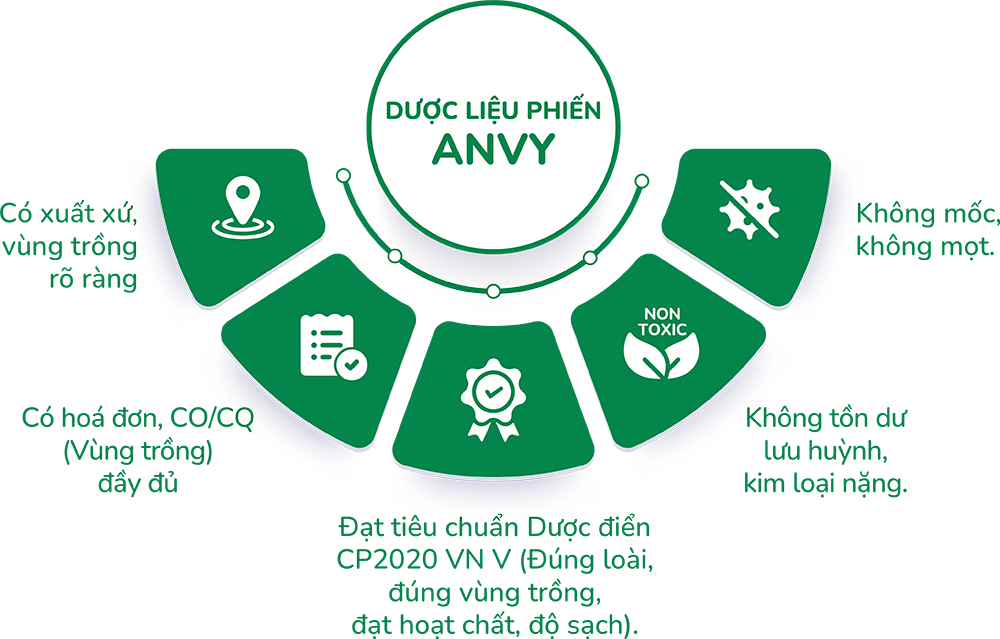 DƯỢC LIỆU PHIẾN
ANVY
Có xuất xứ,
vùng trồng
rõ ràng
Có hoá đơn, CO/CQ
(Vùng trồng)
đầy đủ
Đạt tiêu chuẩn Dược điển
CP2020 VN V (Đúng loài,
đúng vùng trồng,
đạt hoạt chất, độ sạch).
NON
TOXIC
Không tồn dư
lưu huỳnh,
kim loại nặng.
Không mốc,
không mọt.